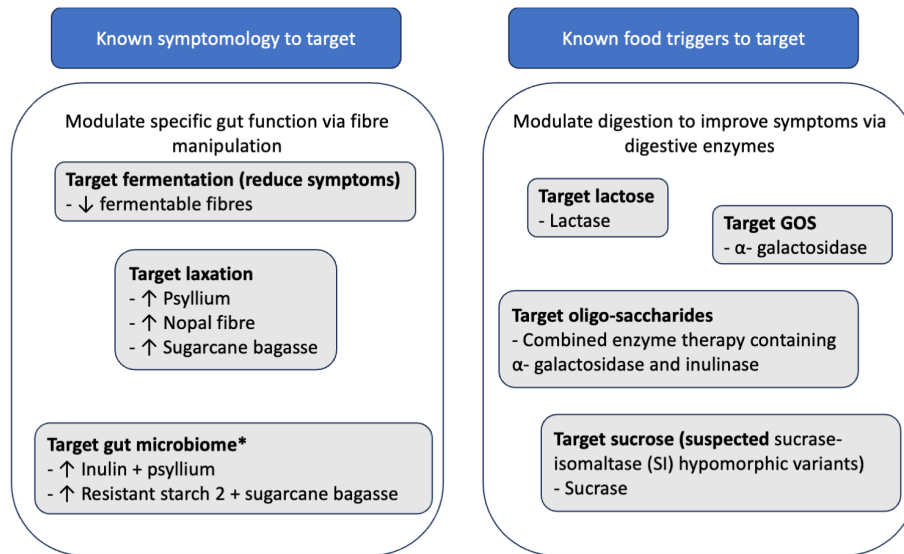 Known symptomology to target
Modulate specific gut function via fibre
manipulation
Target fermentation (reduce symptoms)
- ↓ fermentable fibres
Target laxation
- ↑ Psyllium
- ↑ Nopal fibre
- ↑ Sugarcane bagasse
Target gut microbiome*
- ↑ Inulin + psyllium
- ↑ Resistant starch 2 + sugarcane bagasse
Known food triggers to target
Modulate digestion to improve symptoms via
digestive enzymes
Target lactose
- Lactase
Target GOS
- α- galactosidase
Target oligo-saccharides
- Combined enzyme therapy containing
α- galactosidase and inulinase
Target sucrose (suspected sucrase-
isomaltase (SI) hypomorphic variants)
- Sucrase